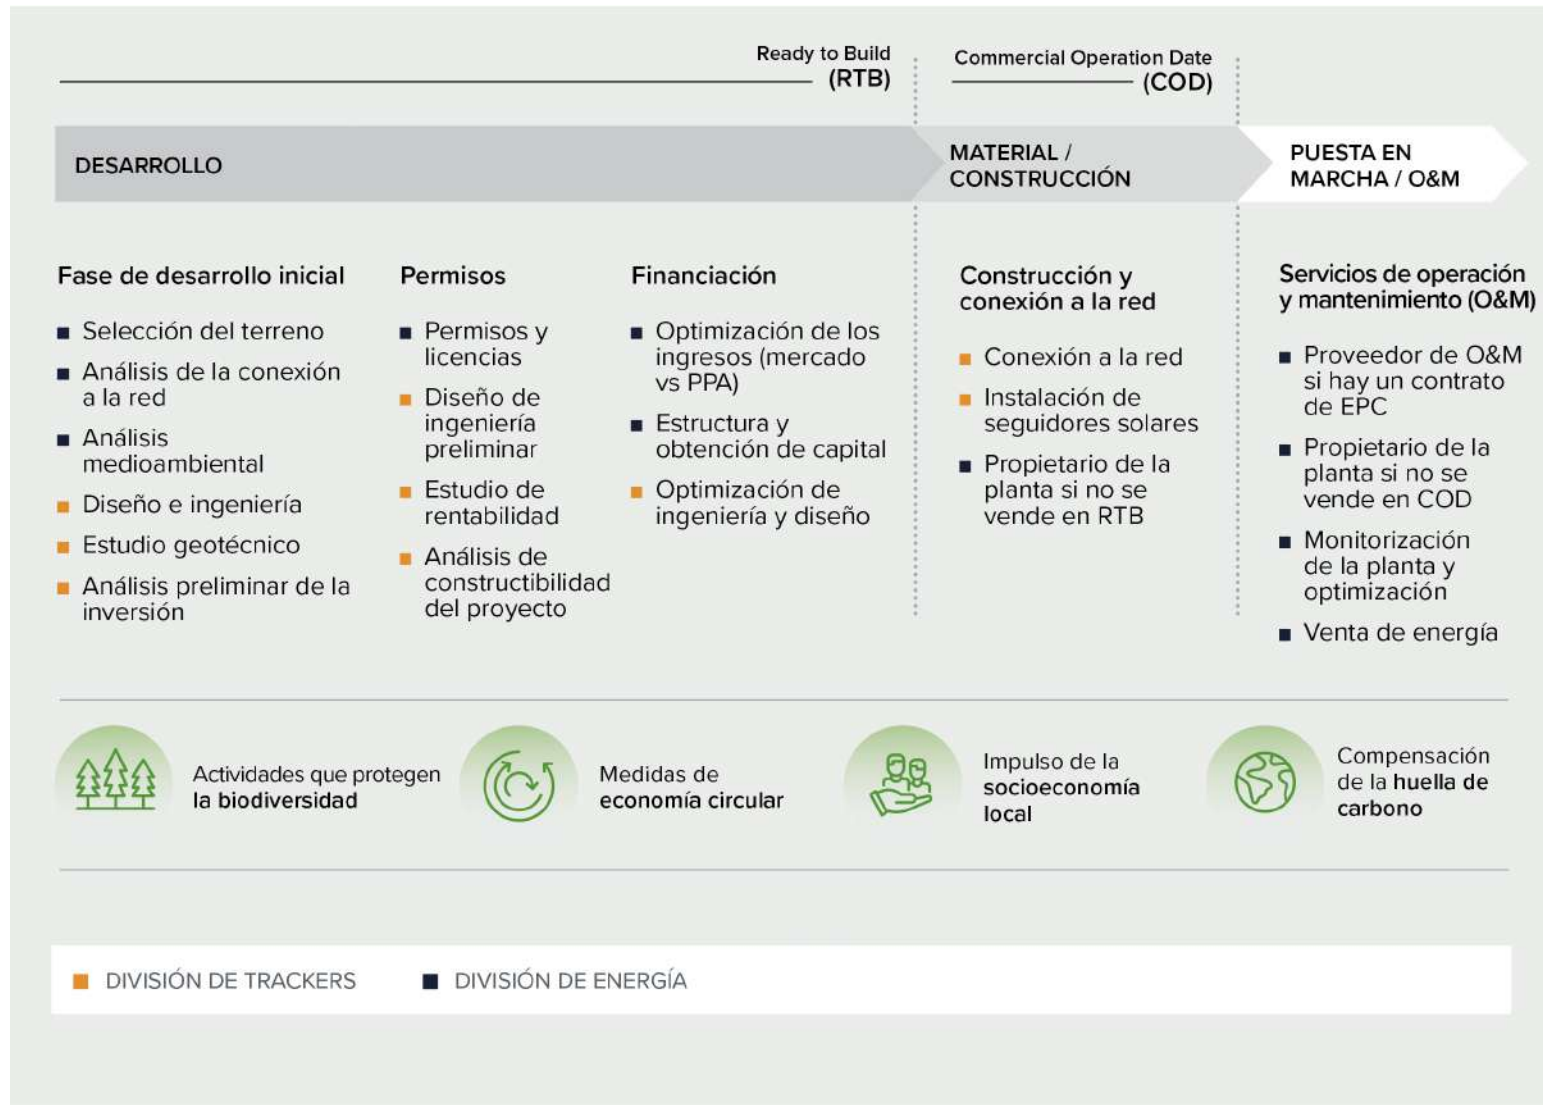 Ready to Build
(RTB)
Commercial Operation Date
(COD)
DESARROLLO
MATERIAL /
CONSTRUCCIÓN
PUESTA EN
MARCHA / O&M
Fase de desarrollo inicial
Selección del terreno
Análisis de la conexión
a la red
Análisis
medioambiental
Diseño e ingeniería
Estudio geotécnico
Análisis preliminar de la
inversión
Permisos
Permisos y
licencias
Diseño de
ingeniería
preliminar
Estudio de
rentabilidad
Análisis de
constructibilidad
del proyecto
Financiación
Optimización de los
ingresos (mercado
vs PPA)
Estructura y
obtención de capital
Optimización de
ingeniería y diseño
Construcción y
conexión a la red
Conexión a la red
Instalación de
seguidores solares
Propietario de la
planta si no se
vende en RTB
Servicios de operación
y mantenimiento (O&M)
Proveedor de O&M
si hay un contrato
de EPC
Propietario de la
planta si no se
vende en COD
Monitorización
de la planta y
optimización
Venta de energía
Actividades que protegen
la biodiversidad
Medidas de
economía circular
Impulso de la
socioeconomía
local
Compensación
de la huella de
carbono
DIVISIÓN DE TRACKERS
DIVISIÓN DE ENERGÍA